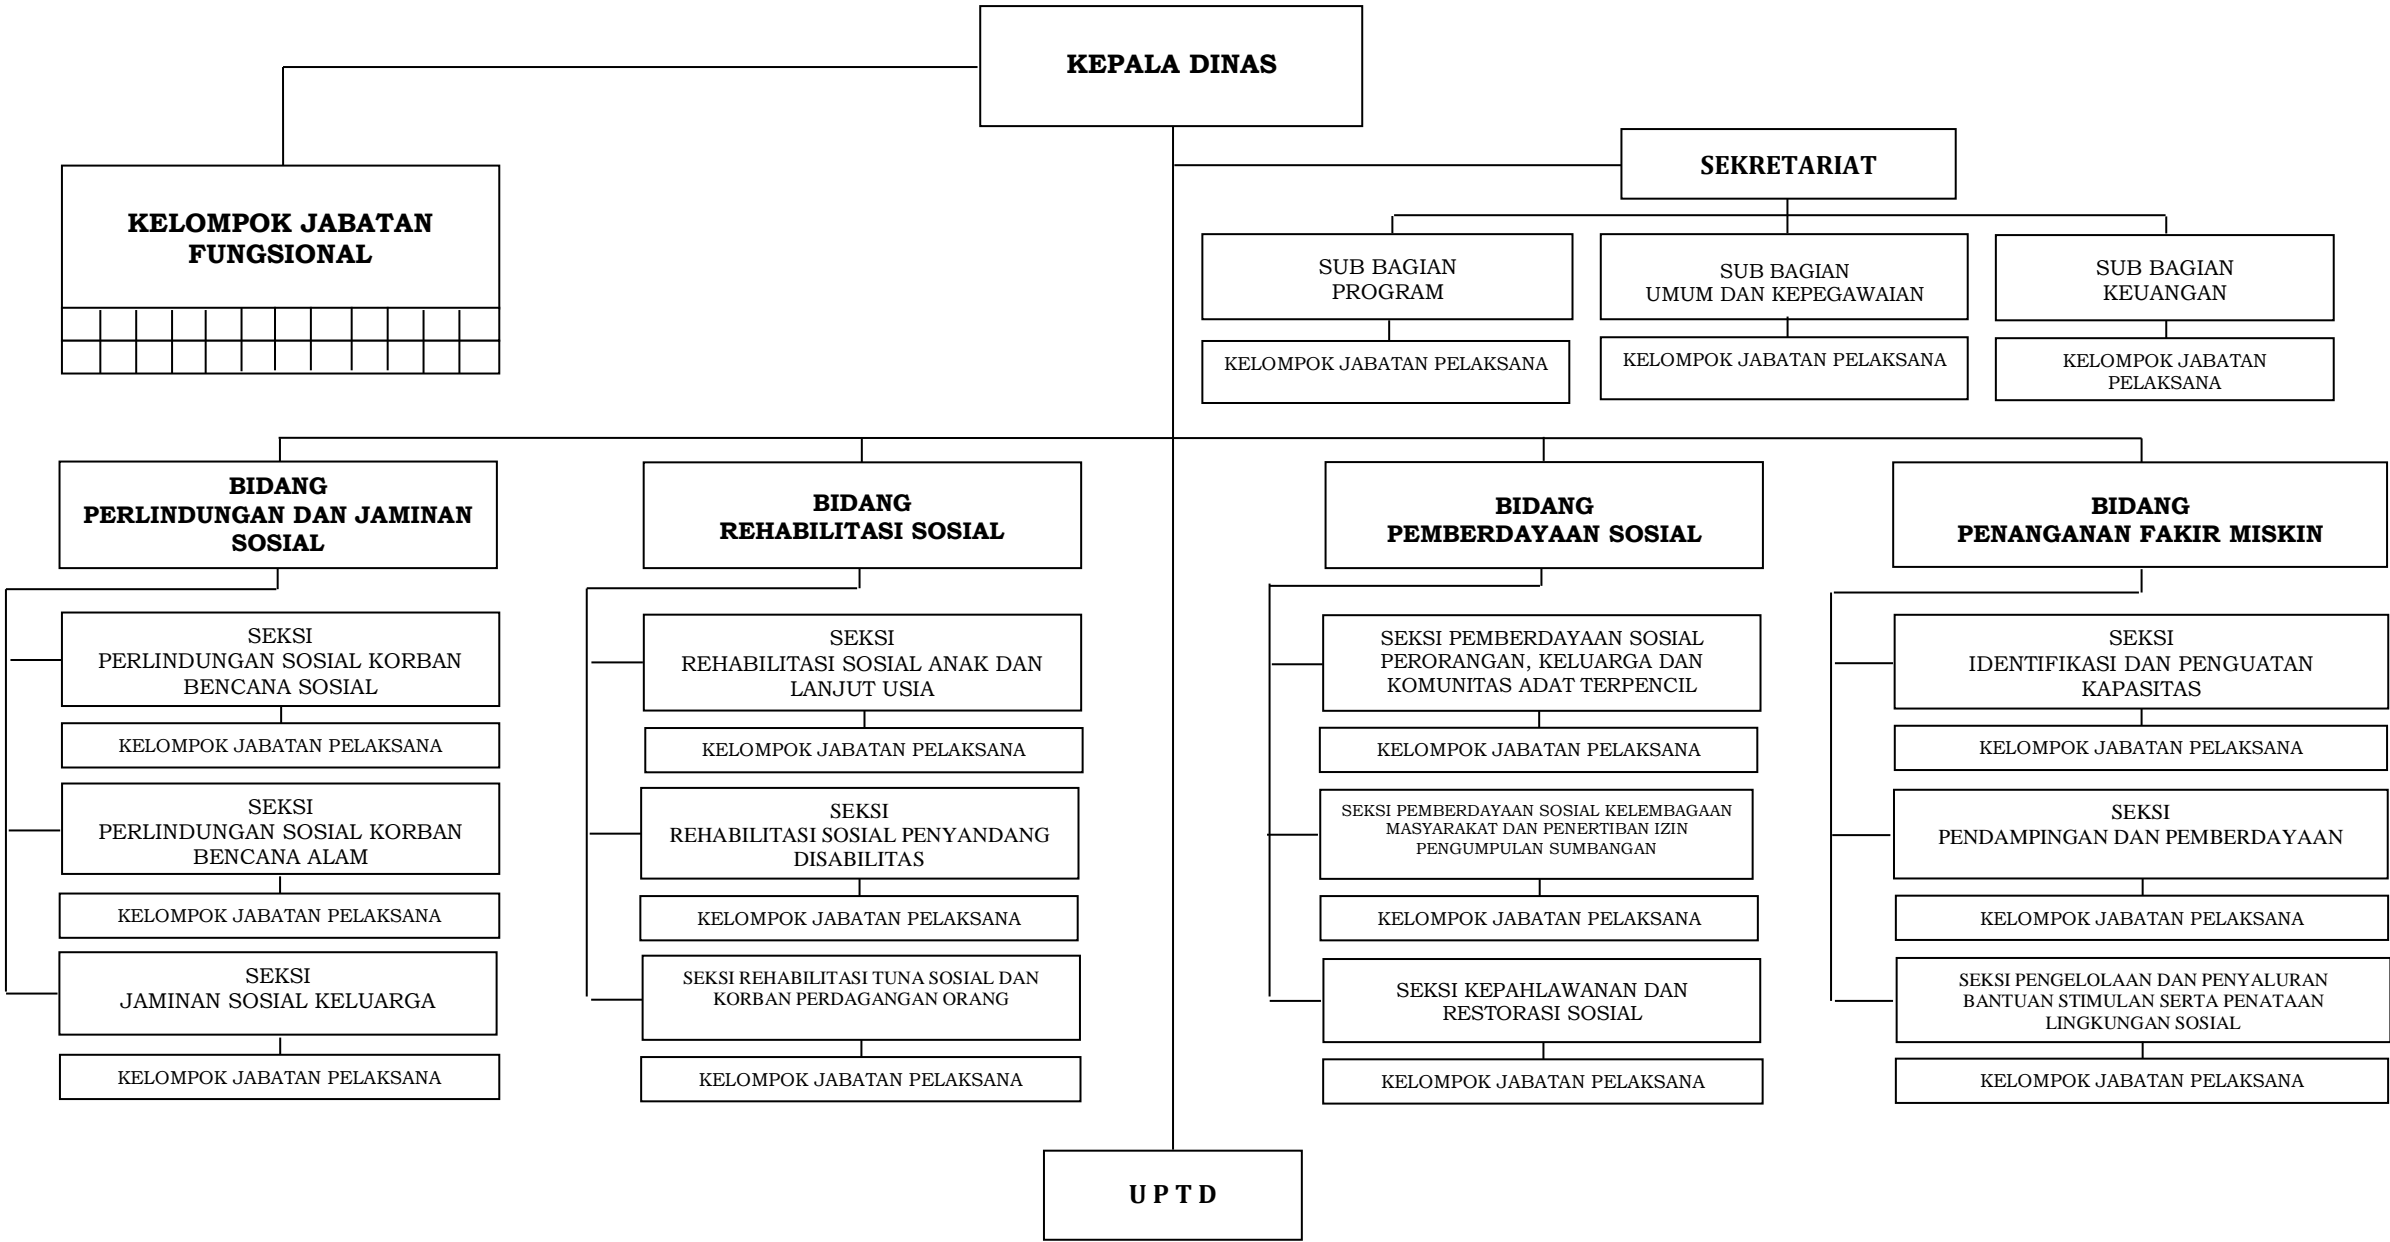 KEPALA DINAS
SEKRETARIAT
KELOMPOK JABATAN
FUNGSIONAL
SUB BAGIAN
PROGRAM
SUB BAGIAN
UMUM DAN KEPEGAWAIAN
SUB BAGIAN
KEUANGAN
KELOMPOK JABATAN PELAKSANA
KELOMPOK JABATAN PELAKSANA
KELOMPOK JABATAN
PELAKSANA
BIDANG
PERLINDUNGAN DAN JAMINAN
SOSIAL
SEKSI
PERLINDUNGAN SOSIAL KORBAN
BENCANA SOSIAL
KELOMPOK JABATAN PELAKSANA
SEKSI
PERLINDUNGAN SOSIAL KORBAN
BENCANA ALAM
KELOMPOK JABATAN PELAKSANA
SEKSI
JAMINAN SOSIAL KELUARGA
KELOMPOK JABATAN PELAKSANA
BIDANG
REHABILITASI SOSIAL
SEKSI
REHABILITASI SOSIAL ANAK DAN
LANJUT USIA
KELOMPOK JABATAN PELAKSANA
SEKSI
REHABILITASI SOSIAL PENYANDANG
DISABILITAS
KELOMPOK JABATAN PELAKSANA
SEKSI REHABILITASI TUNA SOSIAL DAN
KORBAN PERDAGANGAN ORANG
KELOMPOK JABATAN PELAKSANA
BIDANG
PEMBERDAYAAN SOSIAL
SEKSI PEMBERDAYAAN SOSIAL
PERORANGAN, KELUARGA DAN
KOMUNITAS ADAT TERPENCIL
KELOMPOK JABATAN PELAKSANA
SEKSI PEMBERDAYAAN SOSIAL KELEMBAGAAN
MASYARAKAT DAN PENERTIBAN IZIN
PENGUMPULAN SUMBANGAN
KELOMPOK JABATAN PELAKSANA
SEKSI KEPAHLAWANAN DAN
RESTORASI SOSIAL
KELOMPOK JABATAN PELAKSANA
BIDANG
PENANGANAN FAKIR MISKIN
SEKSI
IDENTIFIKASI DAN PENGUATAN
KAPASITAS
KELOMPOK JABATAN PELAKSANA
SEKSI
PENDAMPINGAN DAN PEMBERDAYAAN
KELOMPOK JABATAN PELAKSANA
SEKSI PENGELOLAAN DAN PENYALURAN
BANTUAN STIMULAN SERTA PENATAAN
LINGKUNGAN SOSIAL
KELOMPOK JABATAN PELAKSANA
U P T D